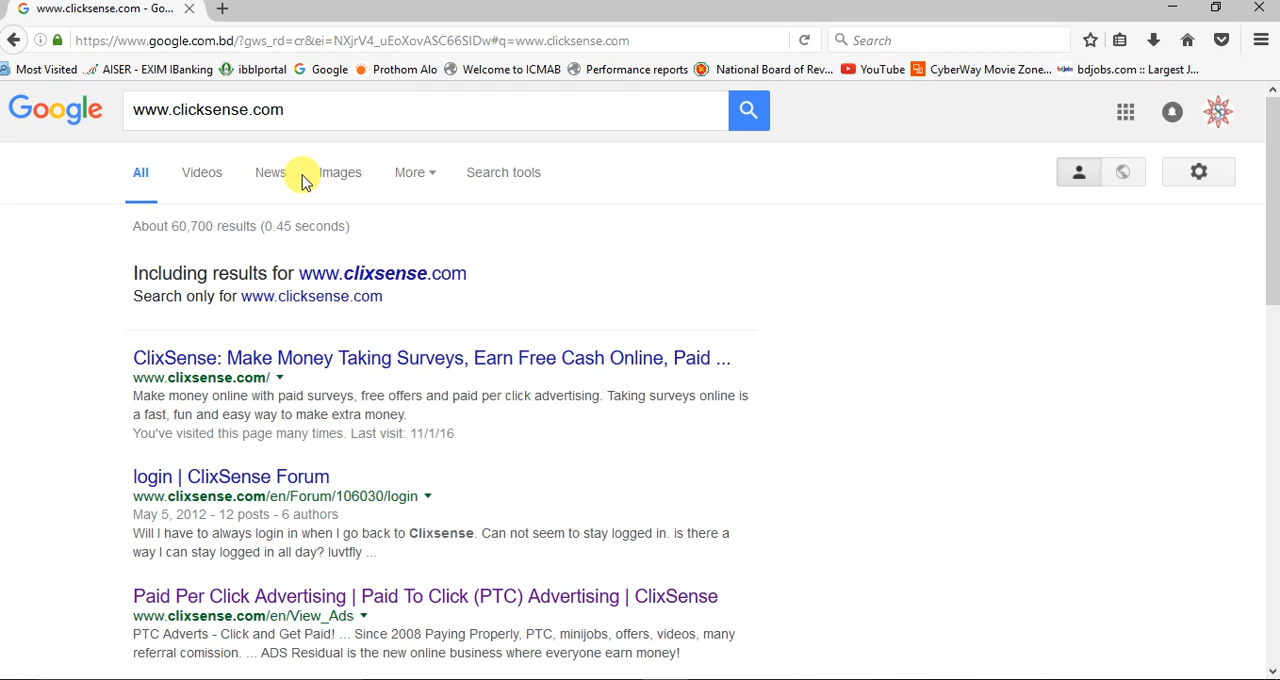 www.clicksense.com - Go...
https://www.google.com.bd/?gws_rd=cr&ei=NXjrV4_uEoXovASC66SIDw#q=www.clicksense.com
Search
Most Visited AISER - EXIM IBanking ibblportal Google Prothom Alo Welcome to ICMAB Performance reports National Board of Rev... YouTube CyberWay Movie Zone... bdjobs.com :: Largest J...
Google www.clicksense.com
All Videos News Images More Search tools
About 60,700 results (0.45 seconds)
Including results for www.clixsense.com
Search only for www.clicksense.com
ClixSense: Make Money Taking Surveys, Earn Free Cash Online, Paid ...
www.clixsense.com/
Make money online with paid surveys, free offers and paid per click advertising. Taking surveys online is
a fast, fun and easy way to make extra money.
You've visited this page many times. Last visit: 11/1/16
login | ClixSense Forum
www.clixsense.com/en/Forum/106030/login
May 5, 2012 - 12 posts - 6 authors
Will I have to always login in when I go back to Clixsense. Can not seem to stay logged in. is there a
way I can stay logged in all day? luvtfly ...
Paid Per Click Advertising | Paid To Click (PTC) Advertising | ClixSense
www.clixsense.com/en/View_Ads
PTC Adverts - Click and Get Paid! ... Since 2008 Paying Properly, PTC, minijobs, offers, videos, many
referral comission. ... ADS Residual is the new online business where everyone earn money!